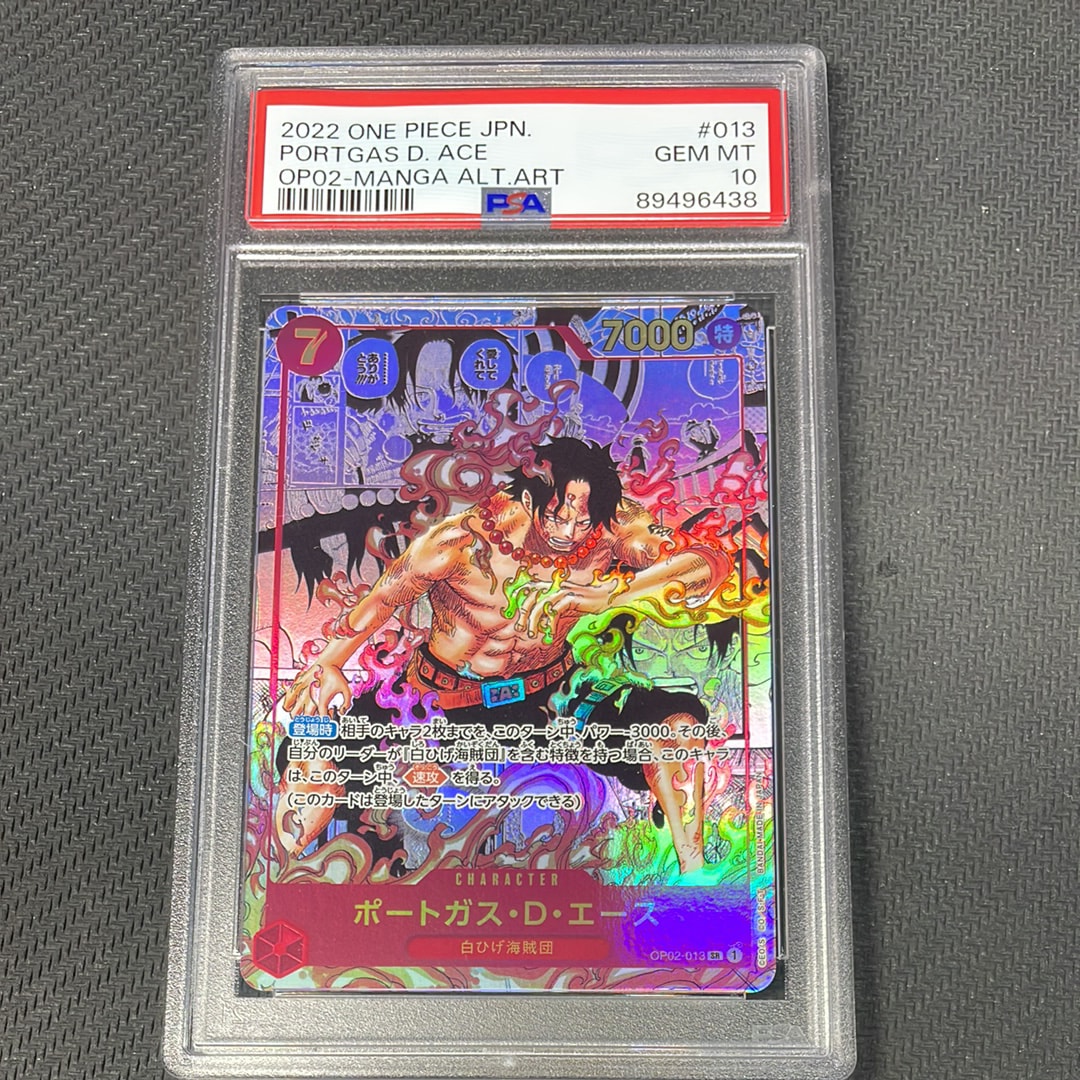 2022 ONE PIECE JPN. #013
PORTGAS D. ACE GEM MT
OP02-MANGA ALT.ART 10
PSA 89496438
7
7000 特
愛して
くれて
………
ありが
とう!!!
登場時 相手のキャラ2枚までを、このターン中、パワー-3000。その後、
自分のリーダーが『白ひげ海賊団』を含む特徴を持つ場合、このキャラ
は、このターン中、速攻 を得る。
(このカードは登場したターンにアタックできる)
CHARACTER
ポートガス・D・エース
白ひげ海賊団
OP02-013 SR 1
BANDAI・MADE IN JAPAN